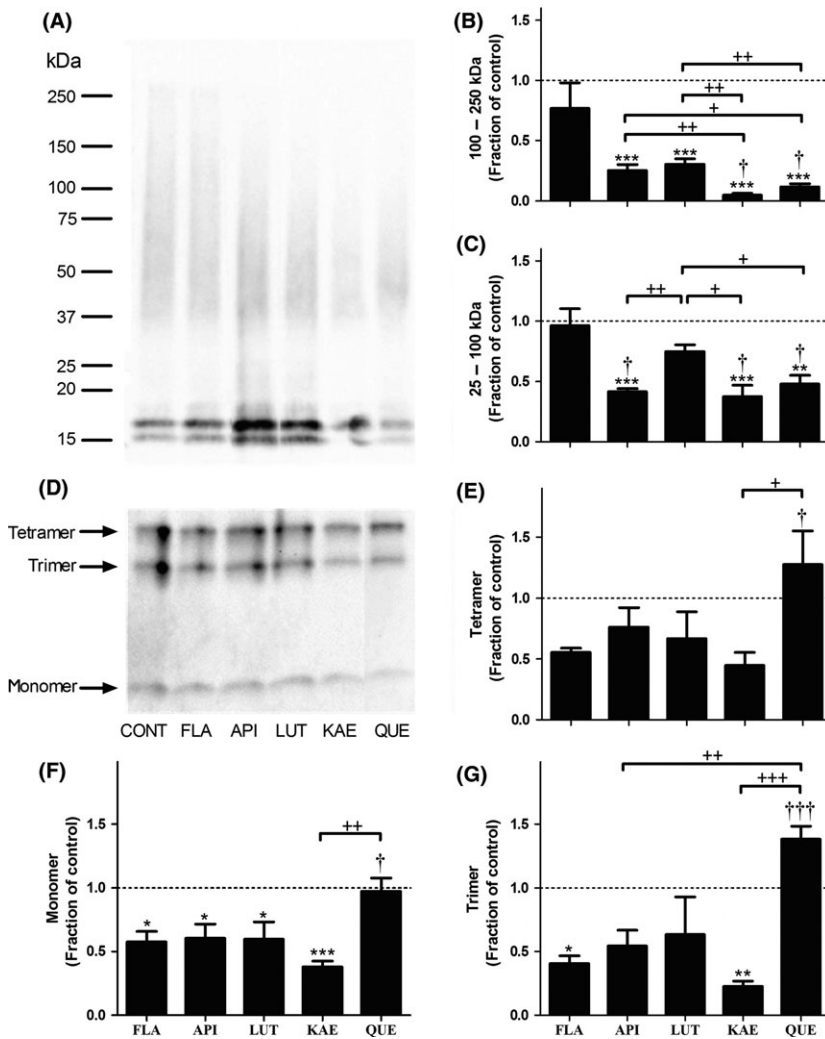 (A)
kDa
250
150
100
75
50
37
25
20
15
(B)
100 – 250 kDa
(Fraction of control)
1.5
1.0
0.5
0.0
++
++
+
++
***
***
†
***
†
***
(C)
25 – 100 kDa
(Fraction of control)
1.5
1.0
0.5
0.0
+
++
+
†
***
†
***
†
**
(D)
Tetramer
Trimer
Monomer
CONT FLA API LUT KAE QUE
(E)
Tetramer
(Fraction of control)
1.5
1.0
0.5
0.0
+
†
(F)
Monomer
(Fraction of control)
1.5
1.0
0.5
0.0
++
†
*
*
*
***
FLA API LUT KAE QUE
(G)
Trimer
(Fraction of control)
1.5
1.0
0.5
0.0
++
+++
†††
*
**
FLA API LUT KAE QUE